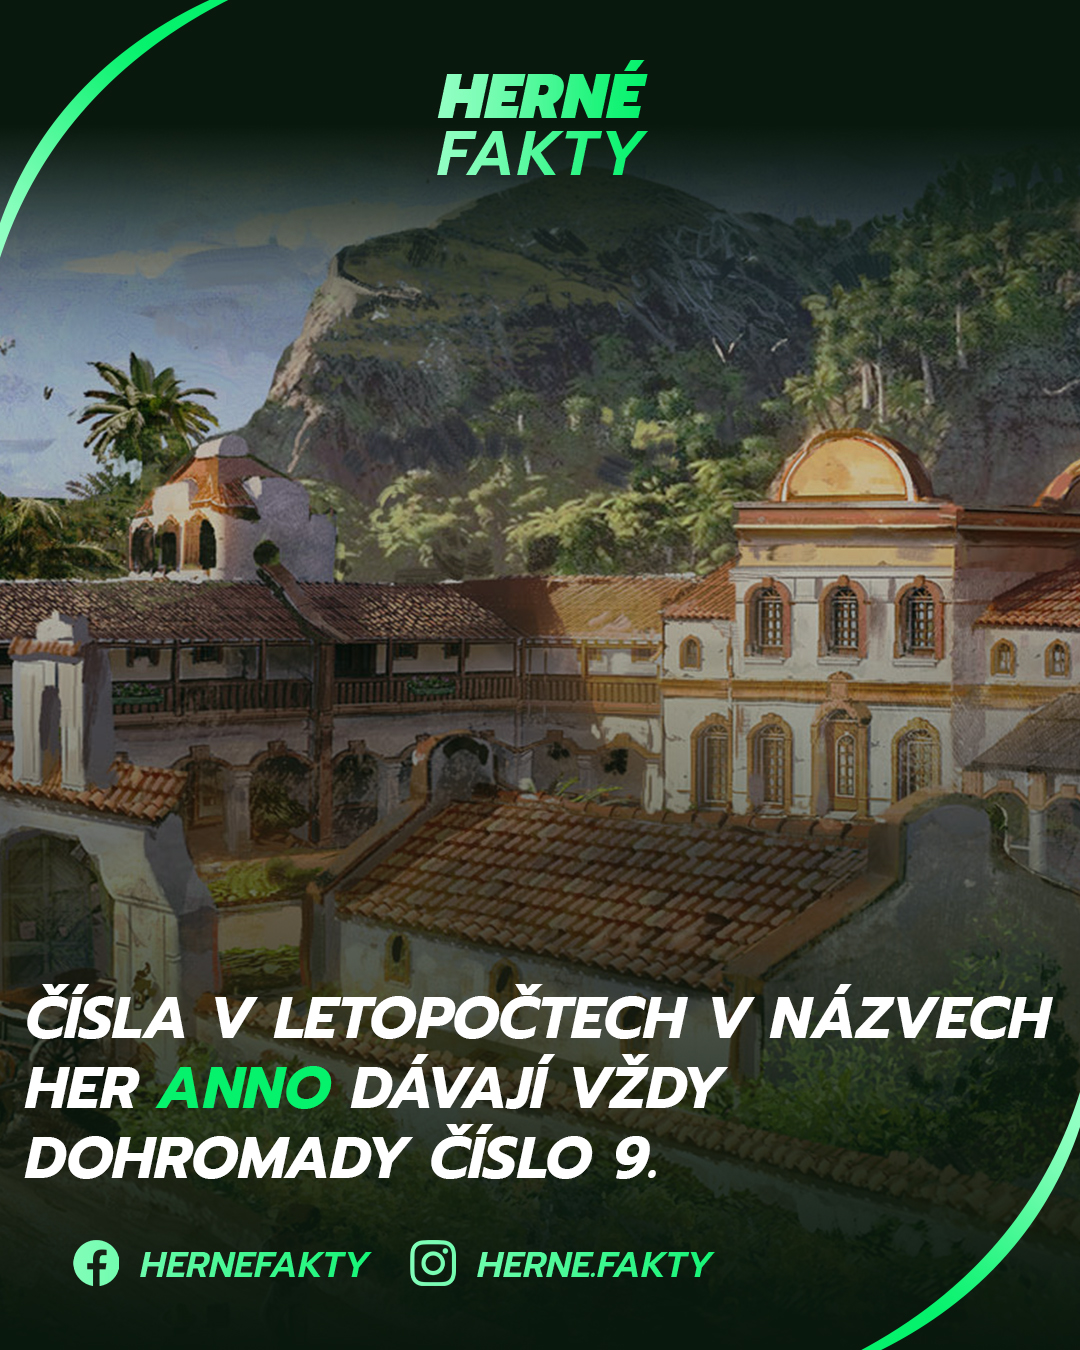 HERNÉ
FAKTY
ČÍSLA V LETOPOČTECH V NÁZVECH
HER ANNO DÁVAJÍ VŽDY
DOHROMADY ČÍSLO 9.
HERNEFAKTY HERNE.FAKTY